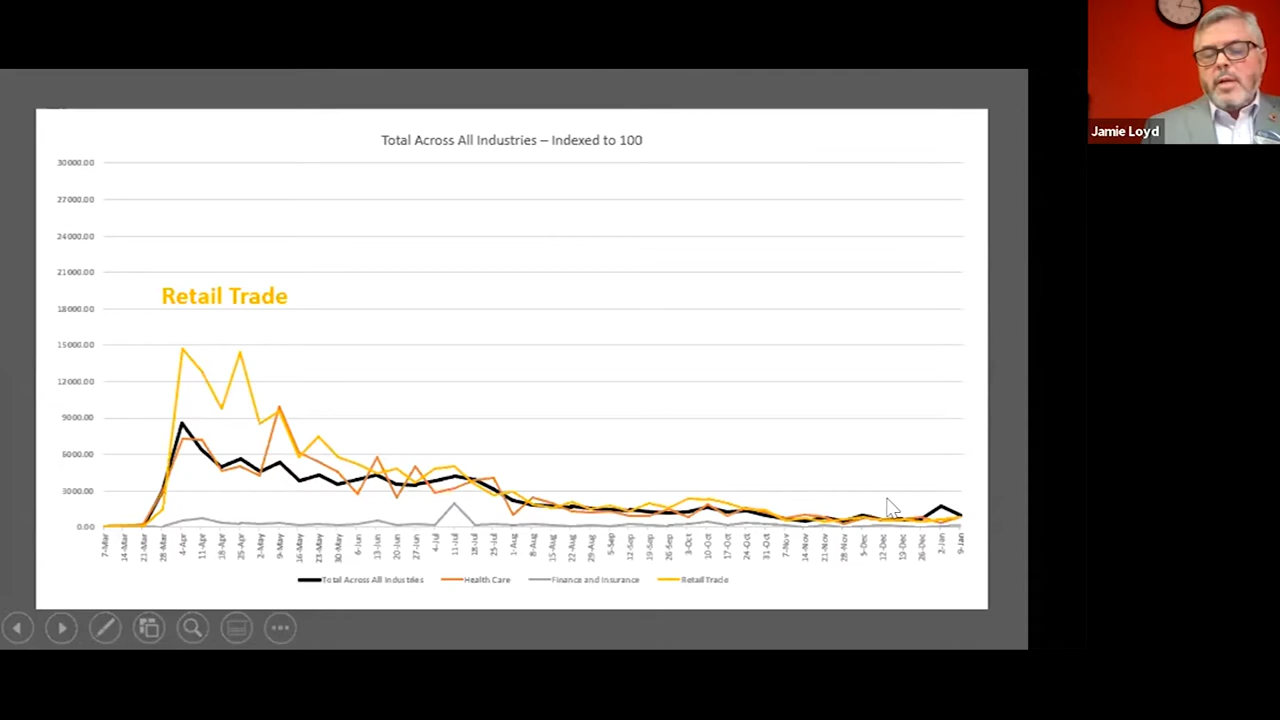 Jamie Loyd
Total Across All Industries – Indexed to 100
30000.00
27000.00
24000.00
21000.00
Retail Trade
18000.00
15000.00
12000.00
9000.00
6000.00
3000.00
0.00
7-Mar
14-Mar
21-Mar
28-Mar
4-Apr
11-Apr
18-Apr
25-Apr
2-May
9-May
16-May
23-May
30-May
6-Jun
13-Jun
20-Jun
27-Jun
4-Jul
11-Jul
18-Jul
25-Jul
1-Aug
8-Aug
15-Aug
22-Aug
29-Aug
5-Sep
12-Sep
19-Sep
26-Sep
3-Oct
10-Oct
17-Oct
24-Oct
31-Oct
7-Nov
14-Nov
21-Nov
28-Nov
5-Dec
12-Dec
19-Dec
26-Dec
2-Jan
9-Jan
Total Across All Industries Health Care Finance and Insurance Retail Trade